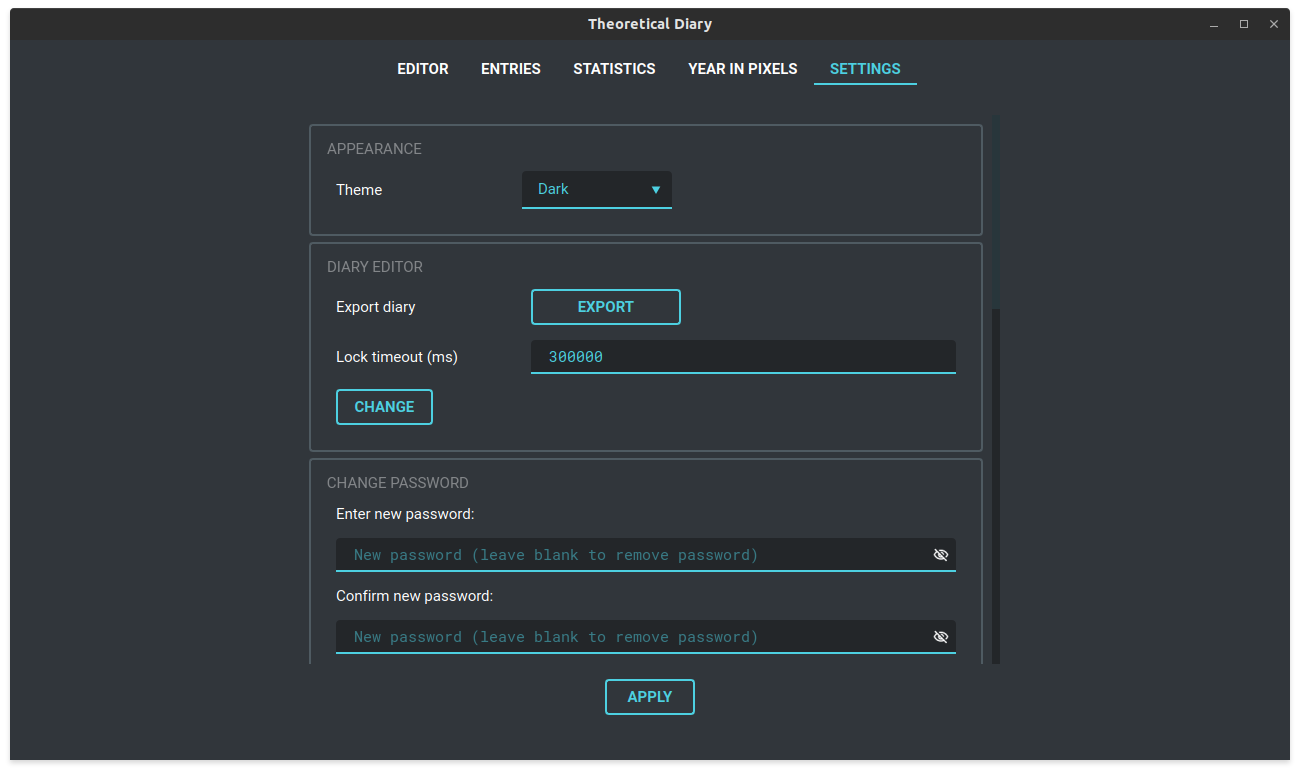 Theoretical Diary
EDITOR ENTRIES STATISTICS YEAR IN PIXELS SETTINGS
APPEARANCE
Theme Dark
DIARY EDITOR
Export diary EXPORT
Lock timeout (ms) 300000
CHANGE
CHANGE PASSWORD
Enter new password:
New password (leave blank to remove password)
Confirm new password:
New password (leave blank to remove password)
APPLY